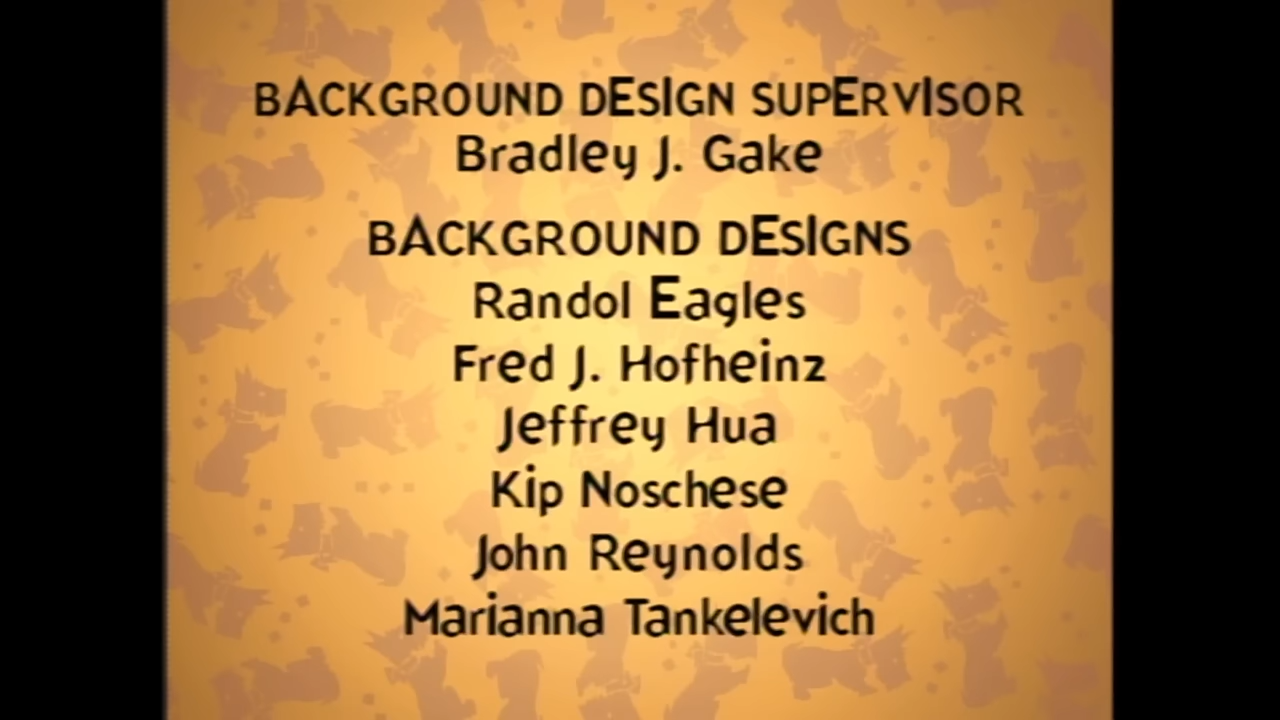 BACKGROUND DESIGN SUPERVISOR
Bradley J. Gake
BACKGROUND DESIGNS
Randol Eagles
Fred J. Hofheinz
Jeffrey Hua
Kip Noschese
John Reynolds
Marianna Tankelevich